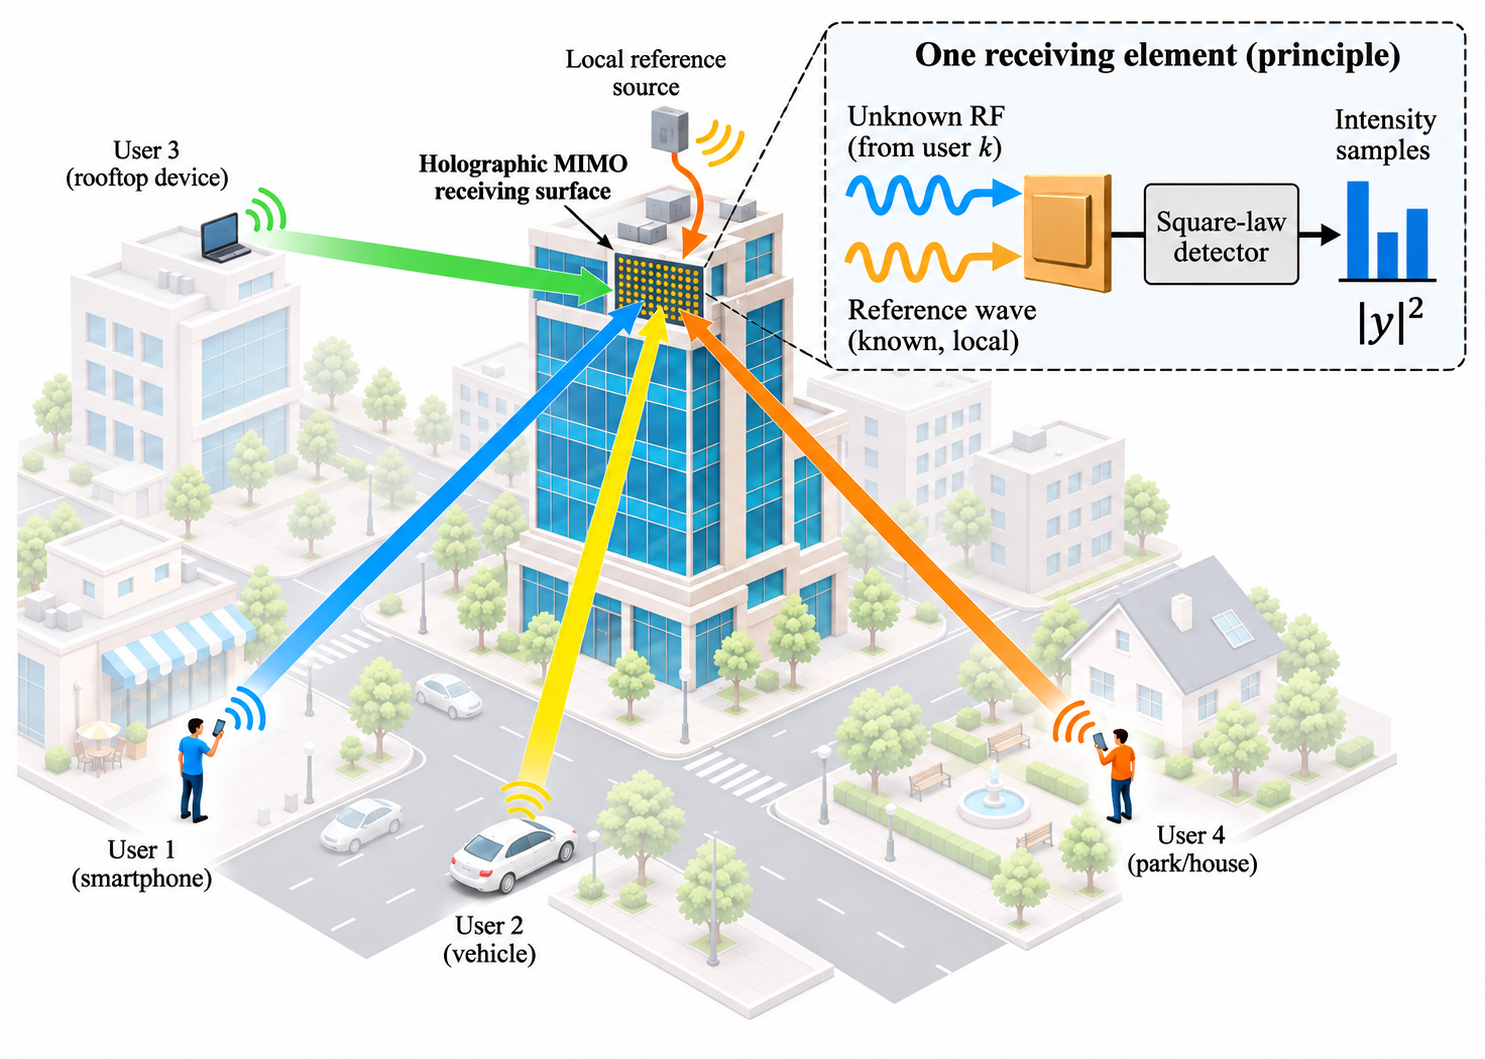 One receiving element (principle)
Local reference
source
Unknown RF
(from user k)
Intensity
samples
User 3
(rooftop device)
Holographic MIMO
receiving surface
Square-law
detector
Reference wave
(known, local)
|y|²
User 1
(smartphone)
User 2
(vehicle)
User 4
(park/house)